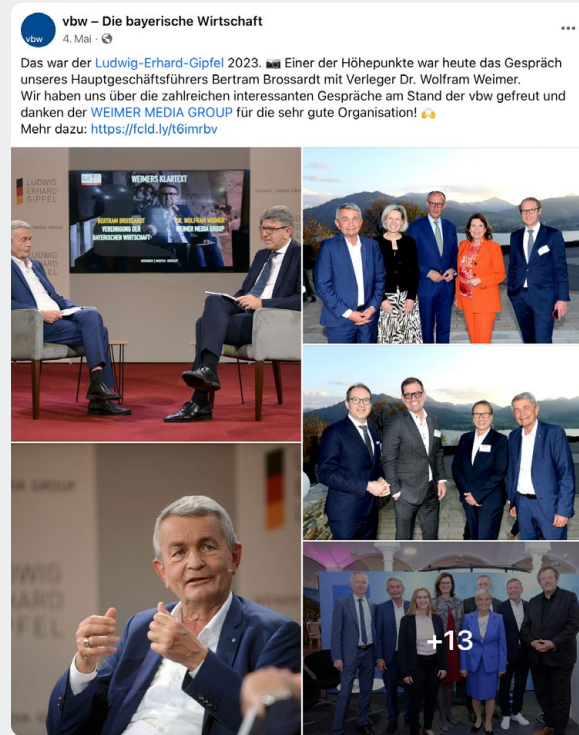 vbw
vbw – Die bayerische Wirtschaft
4. Mai ·
Das war der Ludwig-Erhard-Gipfel 2023. 📷 Einer der Höhepunkte war heute das Gespräch
unseres Hauptgeschäftsführers Bertram Brossardt mit Verleger Dr. Wolfram Weimer.
Wir haben uns über die zahlreichen interessanten Gespräche am Stand der vbw gefreut und
danken der WEIMER MEDIA GROUP für die sehr gute Organisation! 🙌
Mehr dazu: https://fcld.ly/t6imrbv
LUDWIG
ERHARD
GIPFEL
WEIMERS KLARTEXT
BERTRAM BROSSARDT
VEREINIGUNG DER
BAYERISCHEN WIRTSCHAFT
DR. WOLFRAM WEIMER
WEIMER MEDIA GROUP
WEIMER MEDIA GROUP
+13